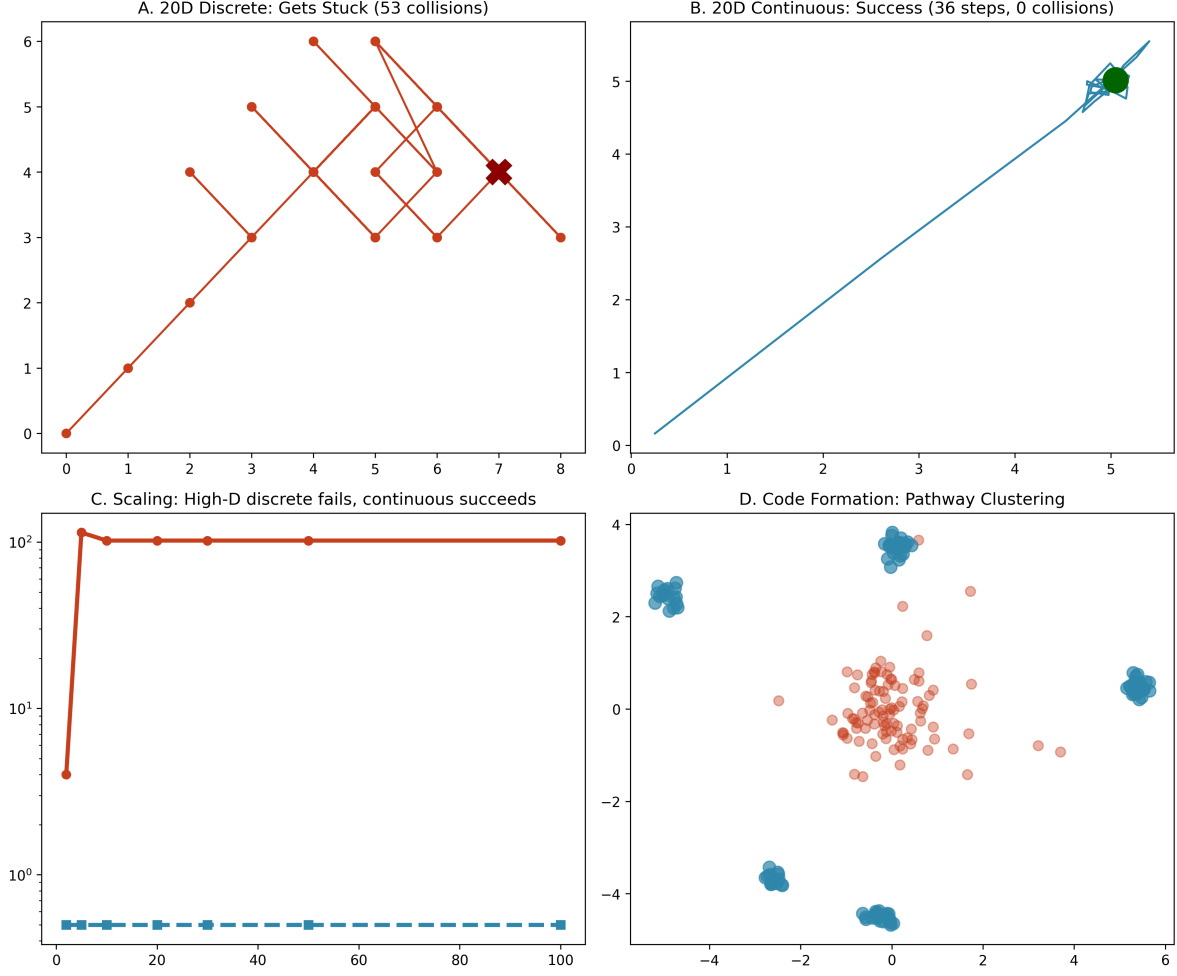 A. 20D Discrete: Gets Stuck (53 collisions)
6
5
4
3
2
1
0
0 1 2 3 4 5 6 7 8
B. 20D Continuous: Success (36 steps, 0 collisions)
5
4
3
2
1
0
0 1 2 3 4 5
C. Scaling: High-D discrete fails, continuous succeeds
10²
10¹
10⁰
0 20 40 60 80 100
D. Code Formation: Pathway Clustering
4
2
0
−2
−4
−4 −2 0 2 4 6